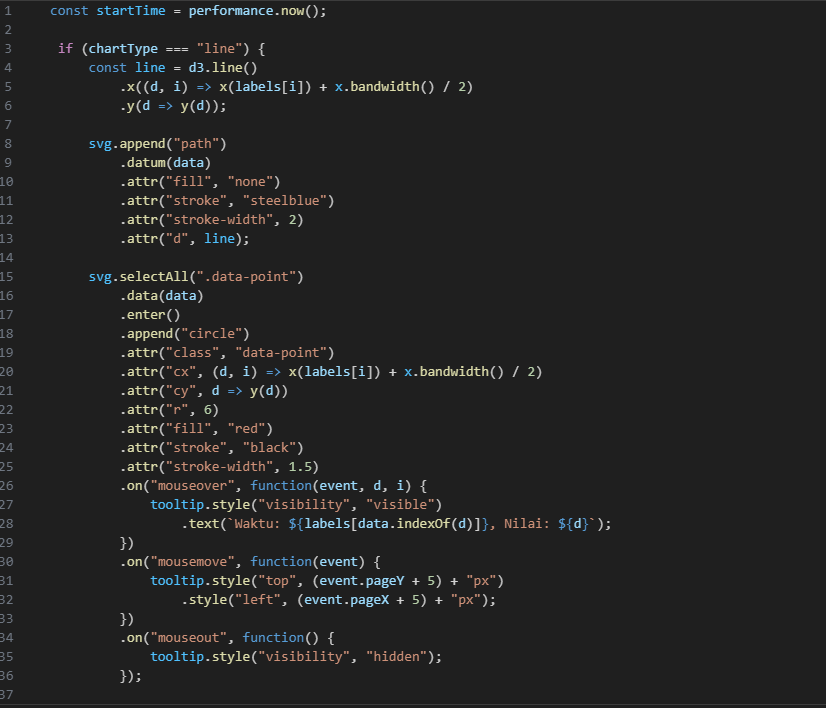 1 const startTime = performance.now();
2
3 if (chartType === "line") {
4 const line = d3.line()
5 .x((d, i) => x(labels[i]) + x.bandwidth() / 2)
6 .y(d => y(d));
7
8 svg.append("path")
9 .datum(data)
10 .attr("fill", "none")
11 .attr("stroke", "steelblue")
12 .attr("stroke-width", 2)
13 .attr("d", line);
14
15 svg.selectAll(".data-point")
16 .data(data)
17 .enter()
18 .append("circle")
19 .attr("class", "data-point")
20 .attr("cx", (d, i) => x(labels[i]) + x.bandwidth() / 2)
21 .attr("cy", d => y(d))
22 .attr("r", 6)
23 .attr("fill", "red")
24 .attr("stroke", "black")
25 .attr("stroke-width", 1.5)
26 .on("mouseover", function(event, d, i) {
27 tooltip.style("visibility", "visible")
28 .text(`Waktu: ${labels[data.indexOf(d)]}, Nilai: ${d}`);
29 })
30 .on("mousemove", function(event) {
31 tooltip.style("top", (event.pageY + 5) + "px")
32 .style("left", (event.pageX + 5) + "px");
33 })
34 .on("mouseout", function() {
35 tooltip.style("visibility", "hidden");
36 });
37